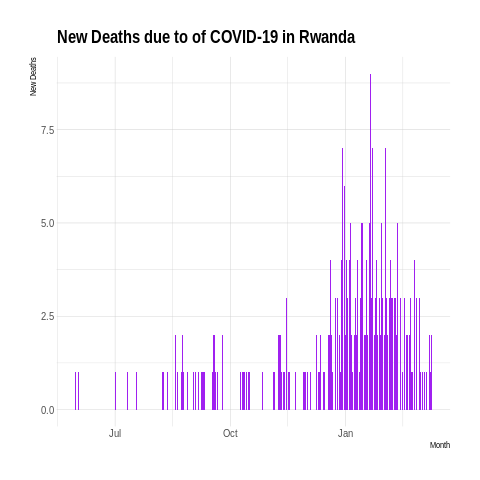 New Deaths due to of COVID-19 in Rwanda
New Deaths
7.5
5.0
2.5
0.0
Jul Oct Jan
Month